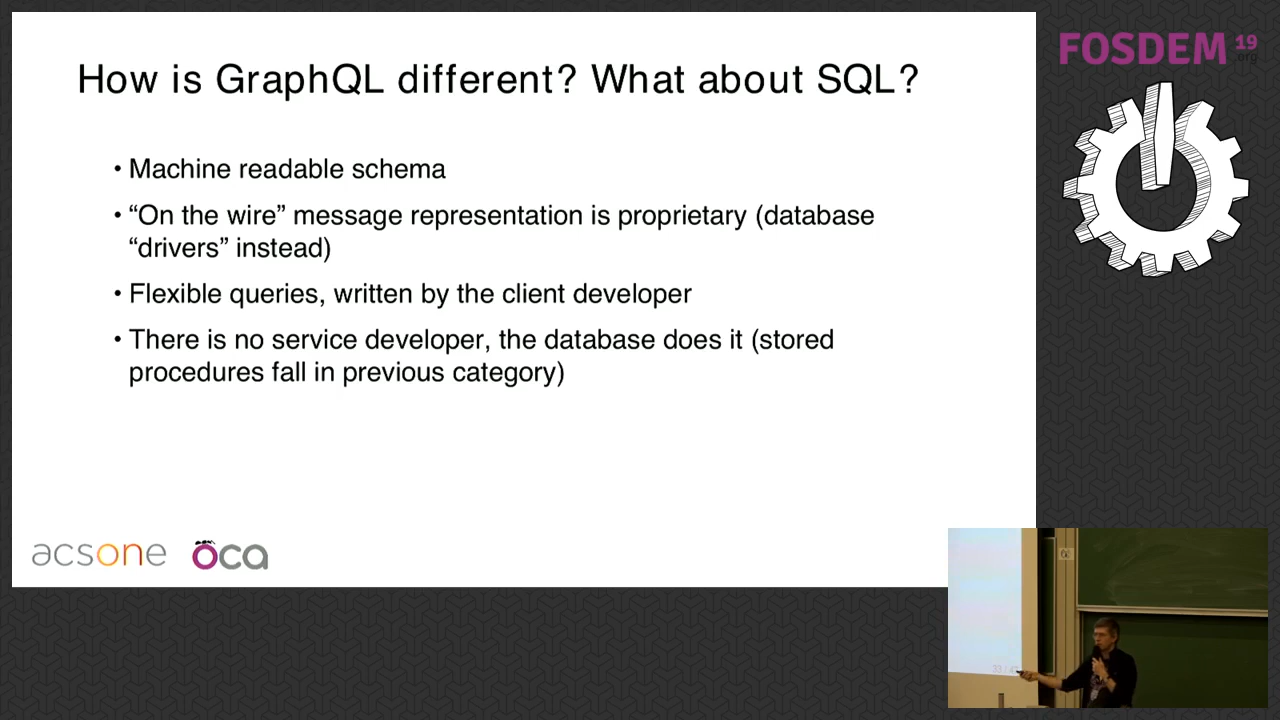 How is GraphQL different? What about SQL?
• Machine readable schema
• “On the wire” message representation is proprietary (database
“drivers” instead)
• Flexible queries, written by the client developer
• There is no service developer, the database does it (stored
procedures fall in previous category)
acsone oca
FOSDEM 19
.org